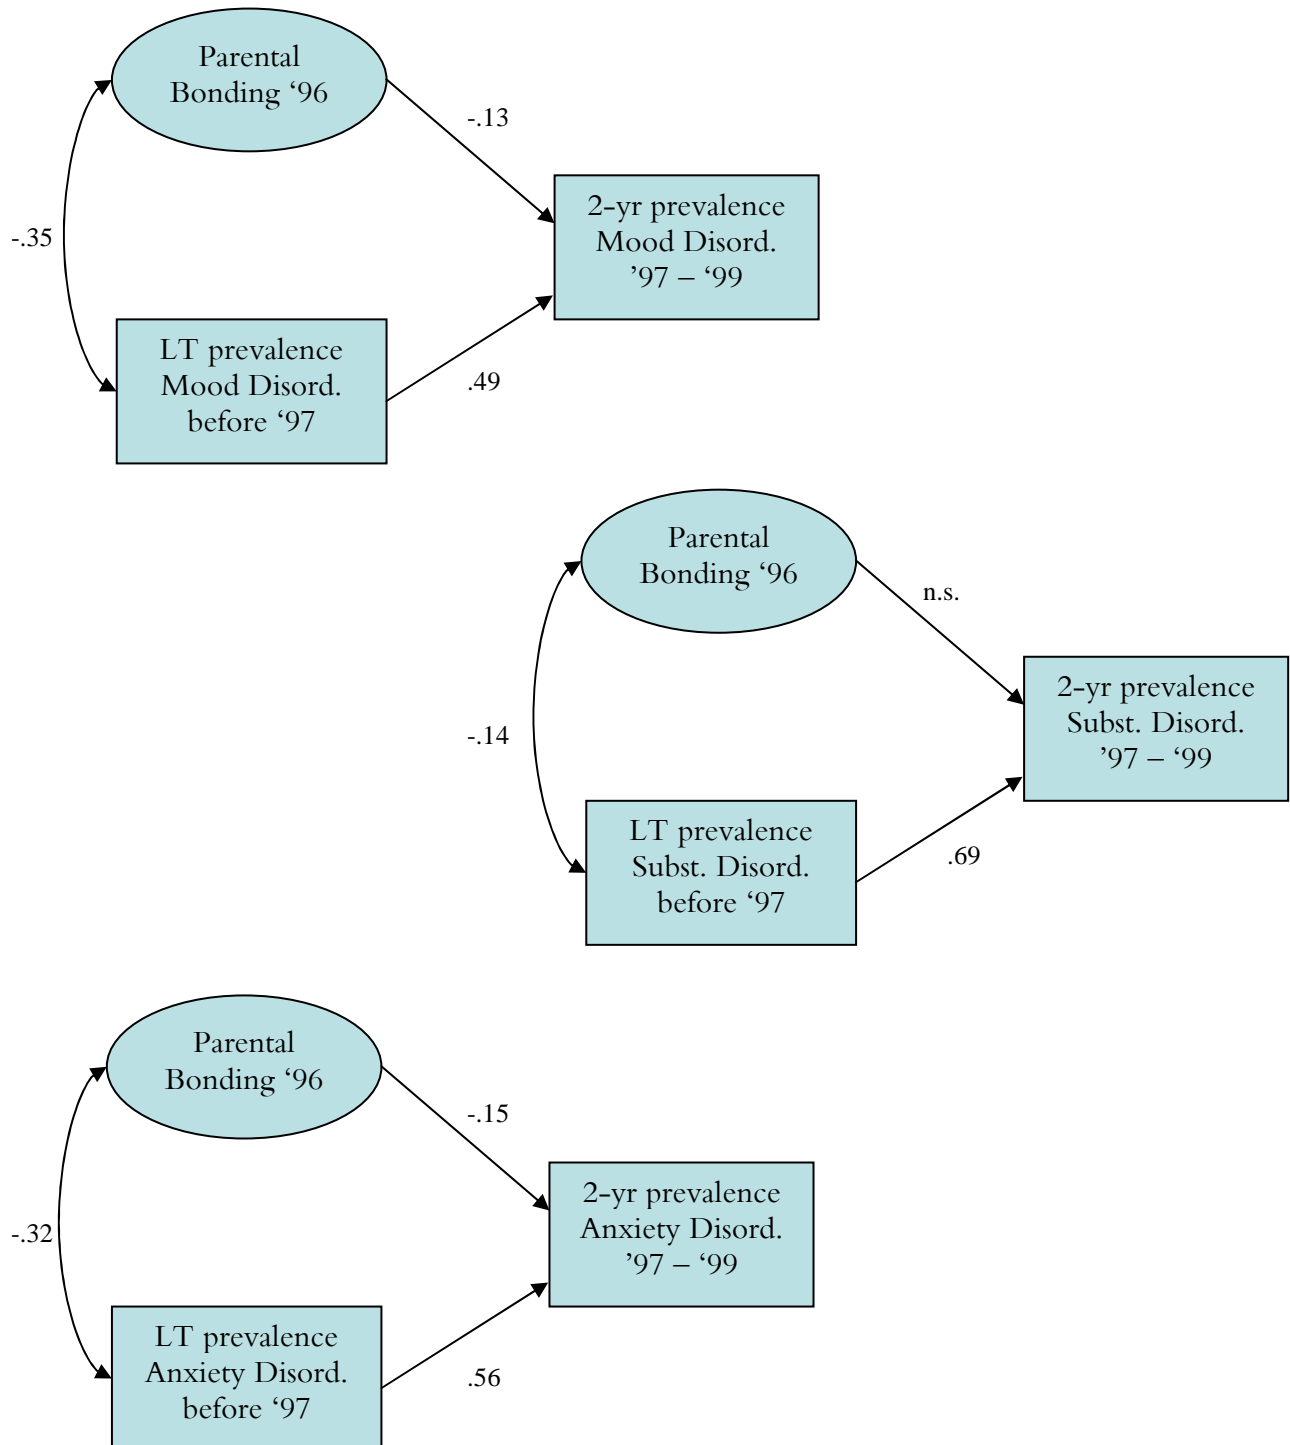 Parental
Bonding ‘96
-.13
2-yr prevalence
Mood Disord.
’97 – ‘99
-.35
LT prevalence
Mood Disord.
before ‘97
.49
Parental
Bonding ‘96
n.s.
2-yr prevalence
Subst. Disord.
’97 – ‘99
-.14
LT prevalence
Subst. Disord.
before ‘97
.69
Parental
Bonding ‘96
-.15
2-yr prevalence
Anxiety Disord.
’97 – ‘99
-.32
LT prevalence
Anxiety Disord.
before ‘97
.56